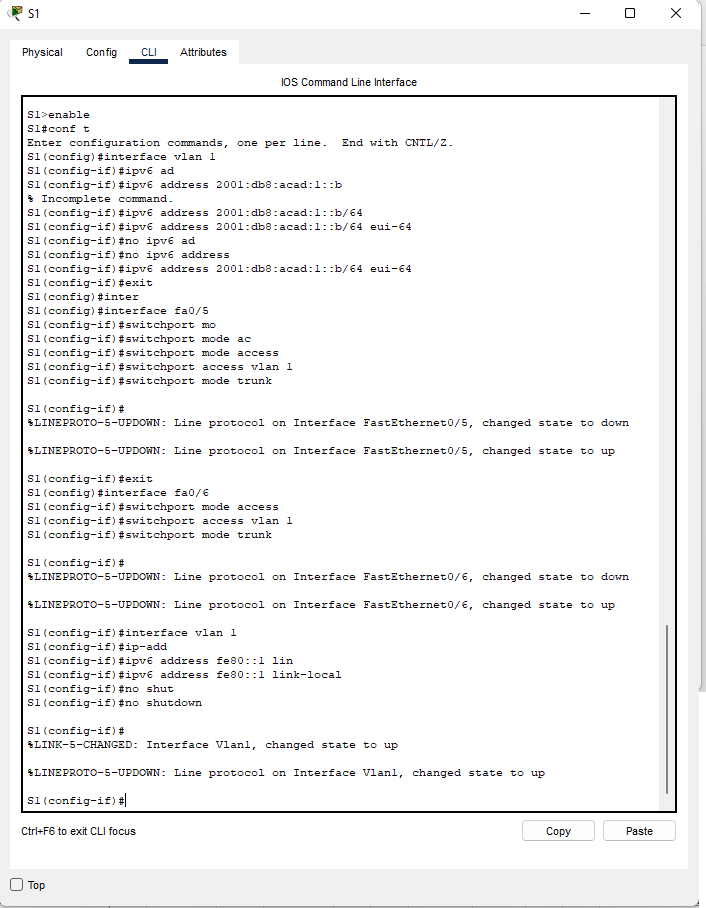 S1
Physical Config CLI Attributes
IOS Command Line Interface
S1>enable
S1#conf t
Enter configuration commands, one per line.  End with CNTL/Z.
S1(config)#interface vlan 1
S1(config-if)#ipv6 ad
S1(config-if)#ipv6 address 2001:db8:acad:1::b
% Incomplete command.
S1(config-if)#ipv6 address 2001:db8:acad:1::b/64
S1(config-if)#ipv6 address 2001:db8:acad:1::b/64 eui-64
S1(config-if)#no ipv6 ad
S1(config-if)#no ipv6 address
S1(config-if)#ipv6 address 2001:db8:acad:1::b/64 eui-64
S1(config-if)#exit
S1(config)#inter
S1(config)#interface fa0/5
S1(config-if)#switchport mo
S1(config-if)#switchport mode ac
S1(config-if)#switchport mode access
S1(config-if)#switchport access vlan 1
S1(config-if)#switchport mode trunk
S1(config-if)#
%LINEPROTO-5-UPDOWN: Line protocol on Interface FastEthernet0/5, changed state to down
%LINEPROTO-5-UPDOWN: Line protocol on Interface FastEthernet0/5, changed state to up
S1(config-if)#exit
S1(config)#interface fa0/6
S1(config-if)#switchport mode access
S1(config-if)#switchport access vlan 1
S1(config-if)#switchport mode trunk
S1(config-if)#
%LINEPROTO-5-UPDOWN: Line protocol on Interface FastEthernet0/6, changed state to down
%LINEPROTO-5-UPDOWN: Line protocol on Interface FastEthernet0/6, changed state to up
S1(config-if)#interface vlan 1
S1(config-if)#ip-add
S1(config-if)#ipv6 address fe80::1 lin
S1(config-if)#ipv6 address fe80::1 link-local
S1(config-if)#no shut
S1(config-if)#no shutdown
S1(config-if)#
%LINK-5-CHANGED: Interface Vlan1, changed state to up
%LINEPROTO-5-UPDOWN: Line protocol on Interface Vlan1, changed state to up
S1(config-if)#
Ctrl+F6 to exit CLI focus
Copy Paste
Top